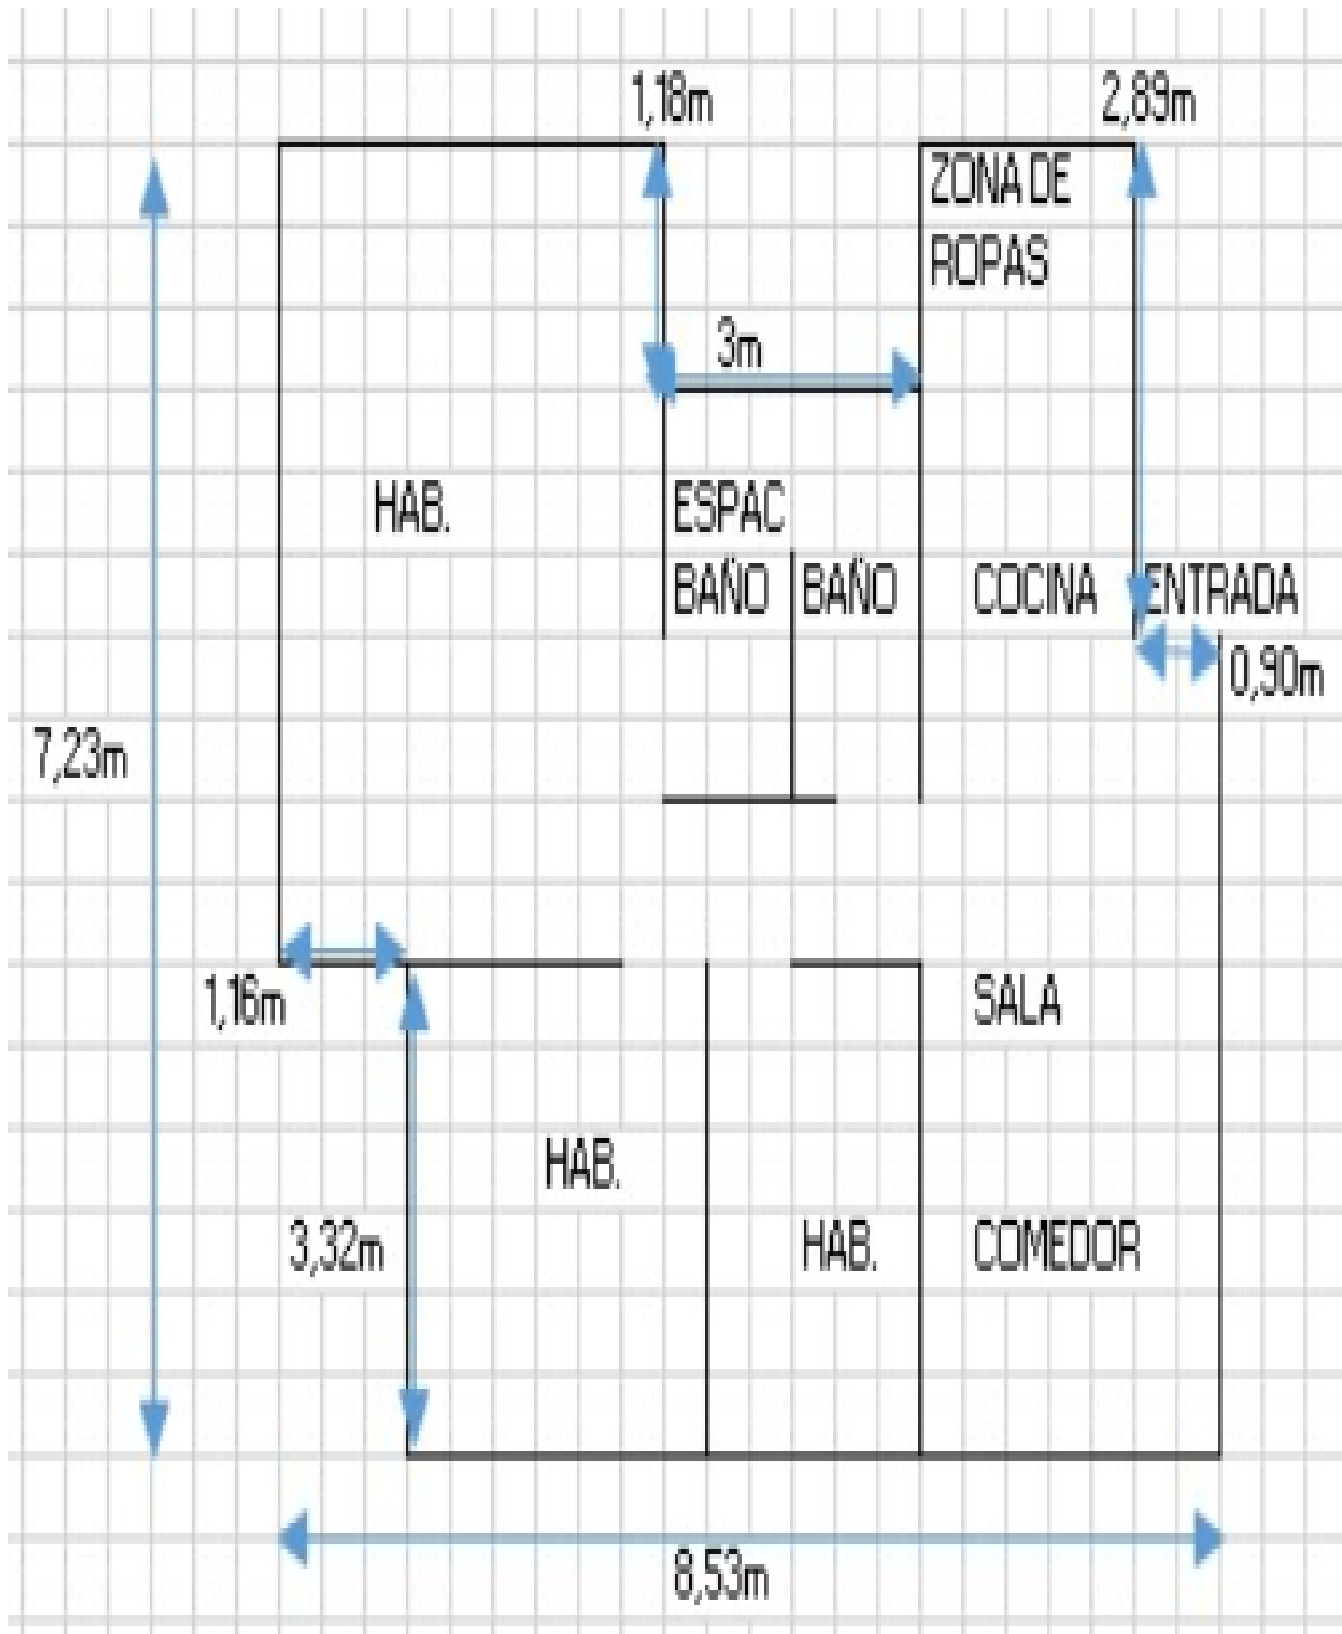 1,18m
2,89m
ZONA DE
ROPAS
3m
HAB.
ESPAC
BAÑO
BAÑO
COCINA
ENTRADA
0,90m
7,23m
1,16m
SALA
HAB.
3,32m
HAB.
COMEDOR
8,53m